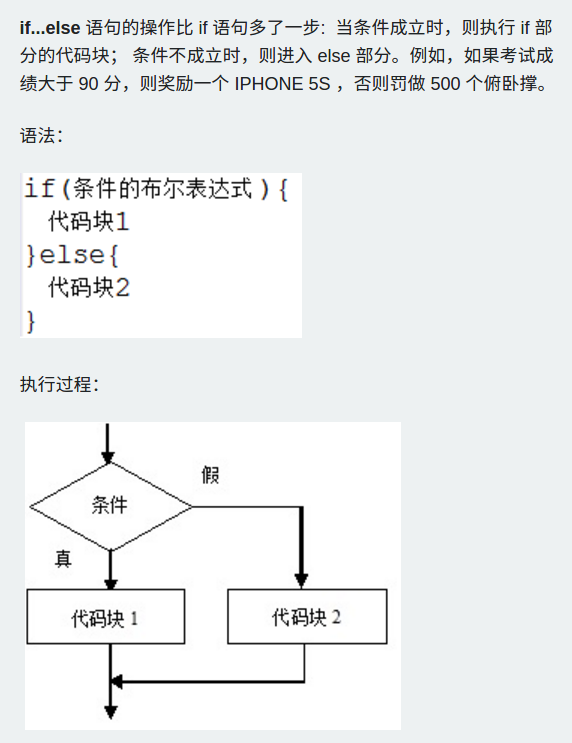 if...else 语句的操作比 if 语句多了一步: 当条件成立时，则执行 if 部
分的代码块； 条件不成立时，则进入 else 部分。例如，如果考试成
绩大于 90 分，则奖励一个 IPHONE 5S ，否则罚做 500 个俯卧撑。
语法：
if(条件的布尔表达式){
代码块1
}else{
代码块2
}
执行过程：
假
条件
真
代码块 1
代码块 2